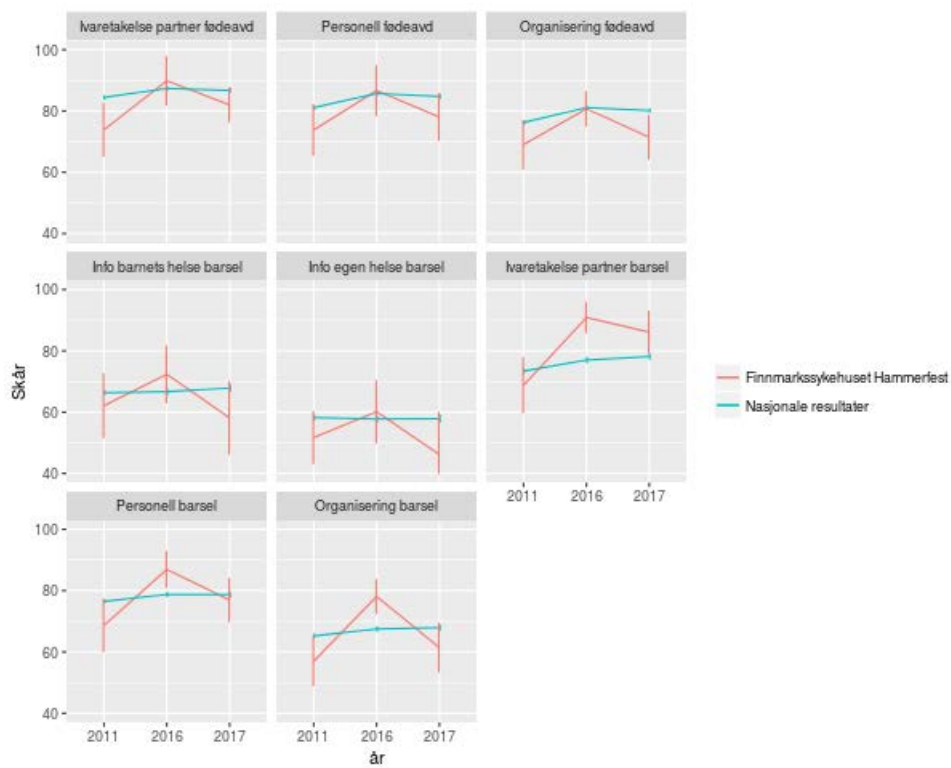 Ivaretakelse partner fødeavd
Personell fødeavd
Organisering fødeavd
100
80
60
40
Info barnets helse barsel
Info egen helse barsel
Ivaretakelse partner barsel
100
80
60
40
2011 2016 2017
Personell barsel
Organisering barsel
100
80
60
40
2011 2016 2017
2011 2016 2017
Skår
år
Finnmarkssykehuset Hammerfest
Nasjonale resultater